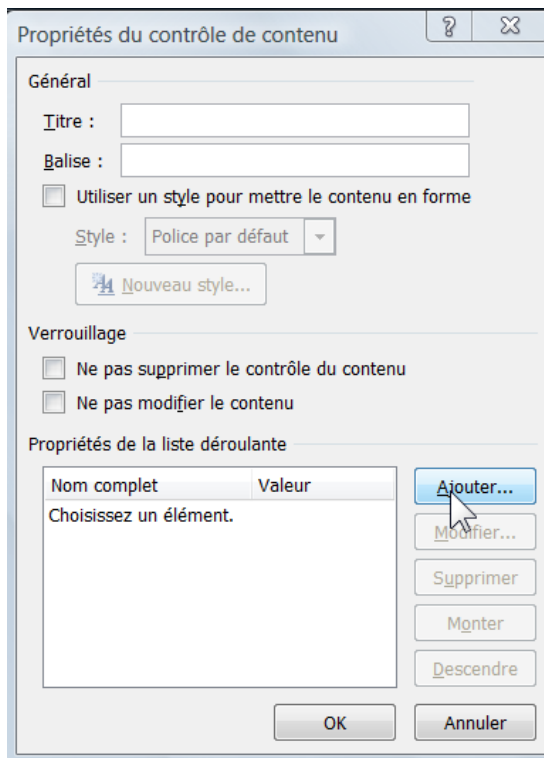 Propriétés du contrôle de contenu
Général
Titre :
Balise :
Utiliser un style pour mettre le contenu en forme
Style : Police par défaut
Nouveau style...
Verrouillage
Ne pas supprimer le contrôle du contenu
Ne pas modifier le contenu
Propriétés de la liste déroulante
Nom complet Valeur
Choisissez un élément.
Ajouter...
Modifier...
Supprimer
Monter
Descendre
OK Annuler